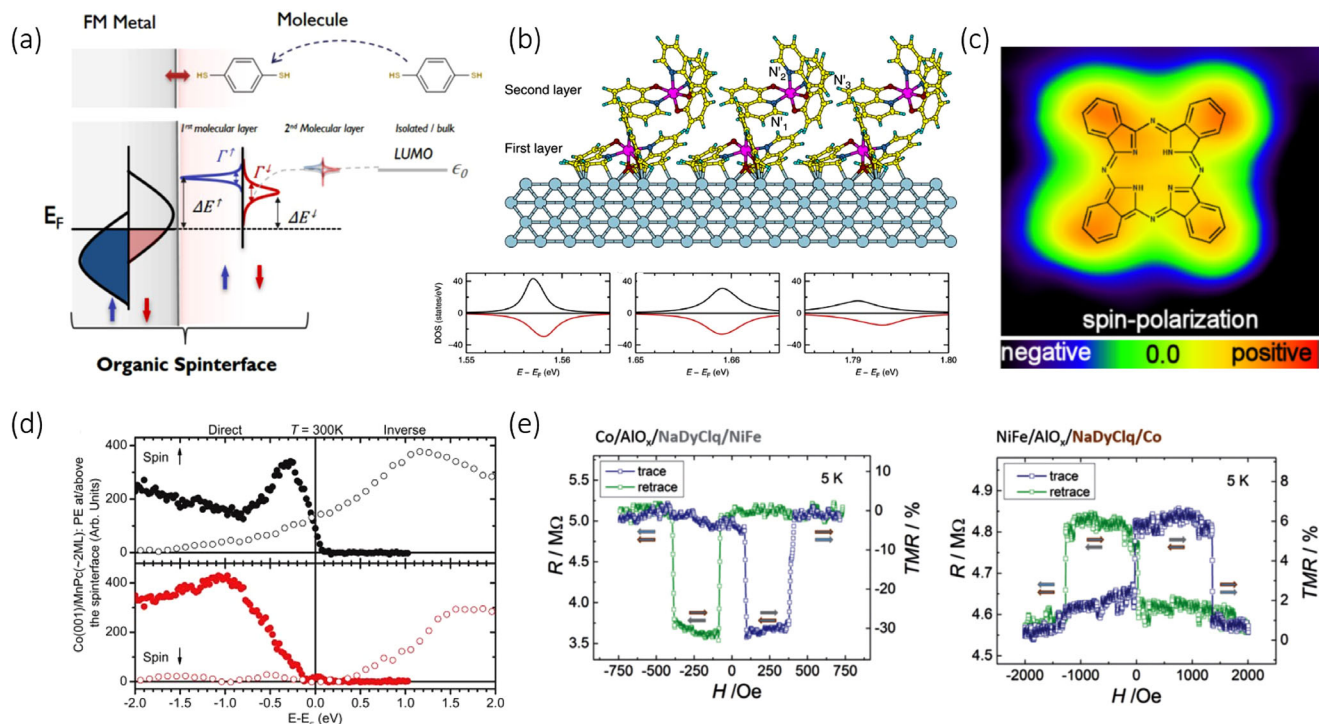 (a)
FM Metal
Molecule
HS
SH
HS
SH
1st molecular layer
2nd Molecular layer
Isolated / bulk
LUMO
ϵ0
Γ↑
Γ↓
ΔE↑
ΔE↓
EF
Organic Spinterface
(b)
Second layer
First layer
N'2
N'3
N'1
DOS (states/eV)
40
0
−40
1.55
1.56
E − EF (eV)
1.65
1.66
E − EF (eV)
1.79
1.80
E − EF (eV)
40
0
−40
(c)
N
N
N
HN
NH
N
N
N
spin-polarization
negative
0.0
positive
(d)
Direct
T = 300K
Inverse
Co(001)/MnPc(~2ML): PE at/above
the spinterface (Arb. Units)
400
200
0
Spin
400
200
0
Spin
-2.0
-1.5
-1.0
-0.5
0.0
0.5
1.0
1.5
2.0
(eV)
(e)
Co/AlOx/NaDyClq/NiFe
trace
retrace
5 K
R / MΩ
5.5
5.0
4.5
4.0
3.5
10
0
-10
-20
-30
TMR / %
-750
-500
-250
0
250
500
750
H /Oe
NiFe/AlOx/NaDyClq/Co
trace
retrace
5 K
R / MΩ
4.9
4.8
4.7
4.6
4.5
8
6
4
2
0
TMR / %
-2000
-1000
0
1000
2000
H /Oe